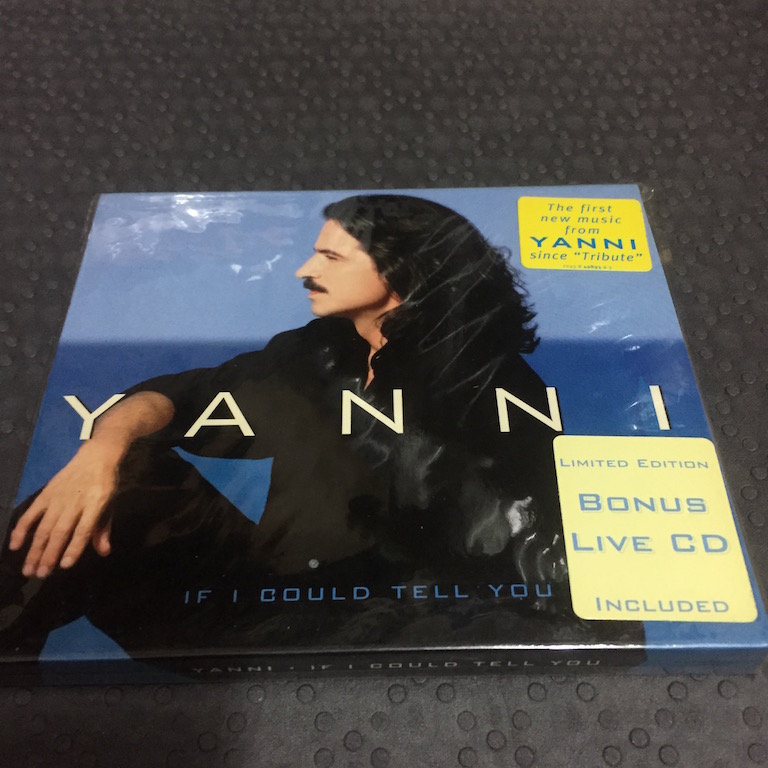 The first
new music
from
YANNI
since "Tribute"
YANNI
LIMITED EDITION
BONUS
LIVE CD
INCLUDED
IF I COULD TELL YOU
YANNI · IF I COULD TELL YOU